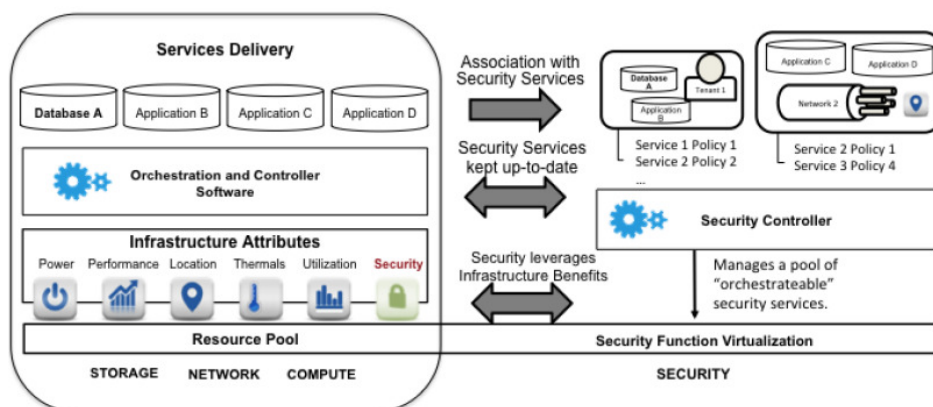 Services Delivery
Database A
Application B
Application C
Application D
Orchestration and Controller
Software
Infrastructure Attributes
Power
Performance
Location
Thermals
Utilization
Security
Resource Pool
STORAGE
NETWORK
COMPUTE
Association with
Security Services
Security Services
kept up-to-date
Security leverages
Infrastructure Benefits
Database
A
Tenant 1
Application
B
Service 1 Policy 1
Service 2 Policy 2
...
Application C
Application D
Network 2
Service 2 Policy 1
Service 3 Policy 4
Security Controller
Manages a pool of
“orchestrateable”
security services.
Security Function Virtualization
SECURITY